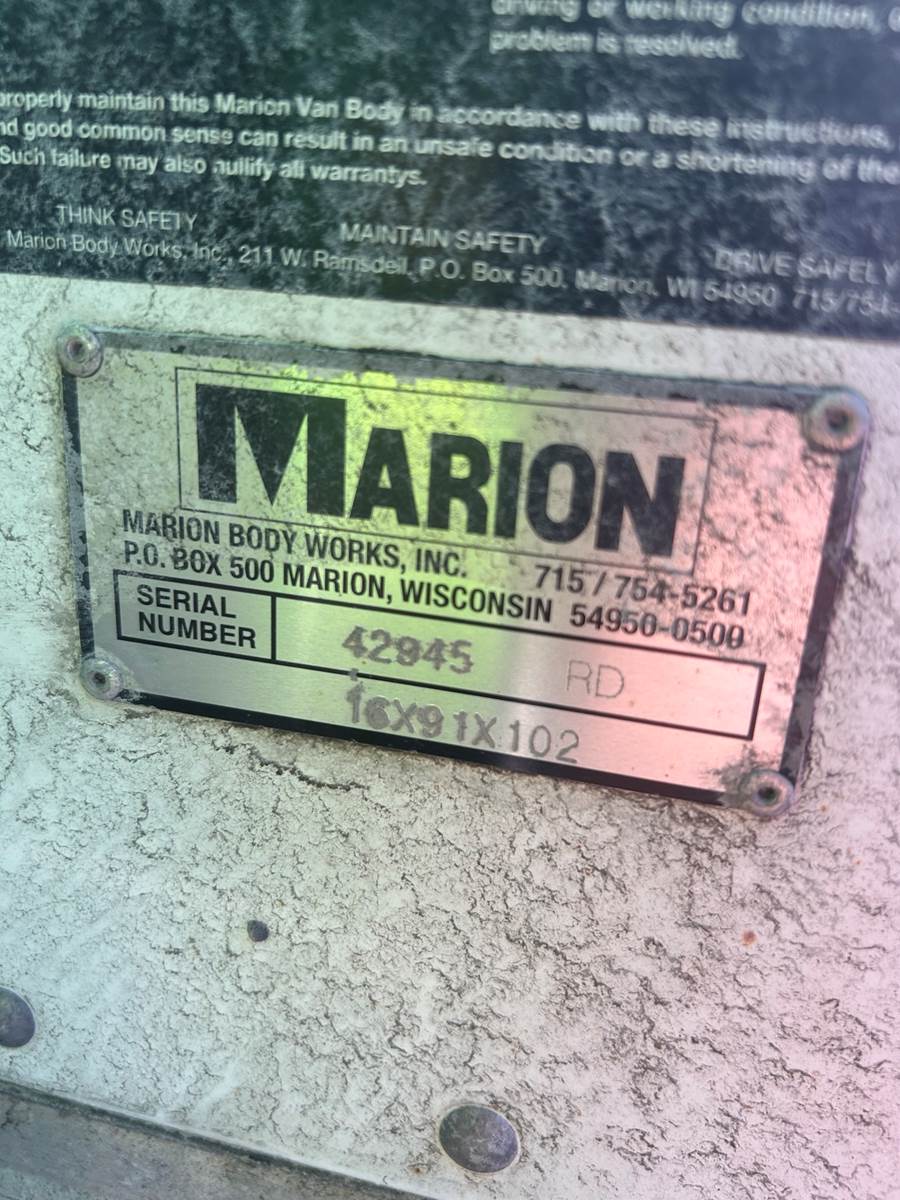 driving or working condition,
problem is resolved.
properly maintain this Marion Van Body in accordance with these instructions,
nd good common sense can result in an unsafe condition or a shortening of the
Such failure may also nullify all warrantys.
THINK SAFETY MAINTAIN SAFETY DRIVE SAFELY
Marion Body Works, Inc., 211 W. Ramsdell, P.O. Box 500, Marion, WI 54950 715/754-
MARION
MARION BODY WORKS, INC. 715 / 754-5261
P.O. BOX 500 MARION, WISCONSIN 54950-0500
SERIAL
NUMBER
42945 RD
16X91X102